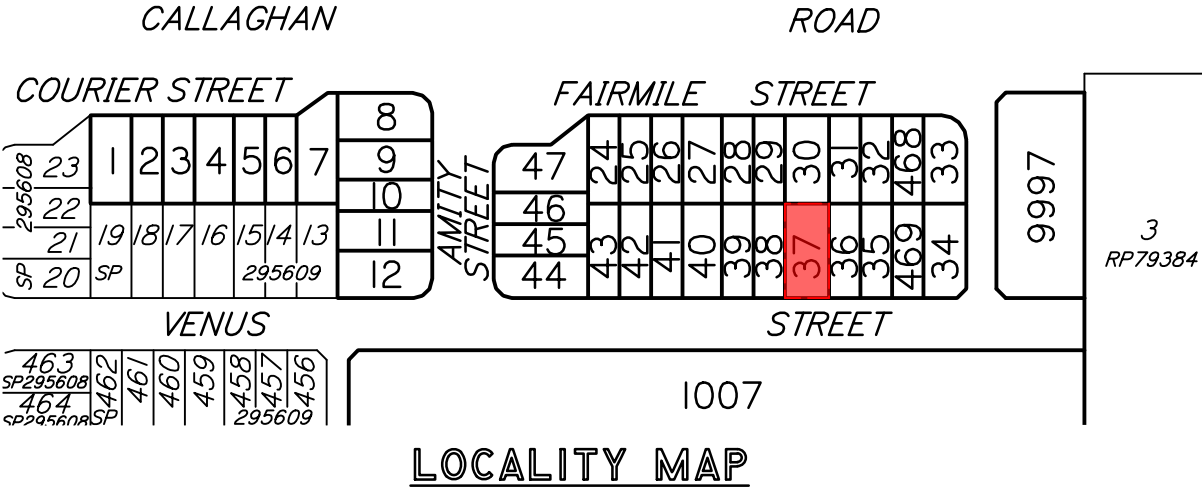 CALLAGHAN ROAD
COURIER STREET FAIRMILE STREET
1 2 3 4 5 6 7
8
9
10
11
12
23
22
21
20
SP 295608
19 18 17 16 15 14 13
SP 295609
AMITY
STREET
47
46
45
44
24 25 26 27 28 29 30 31 32 468 33
43 42 41 40 39 38 37 36 35 469 34
9997
3
RP79384
VENUS STREET
463
SP295608
464
SP295608
462 461 460 459 458 457 456
SP 295609
1007
LOCALITY MAP